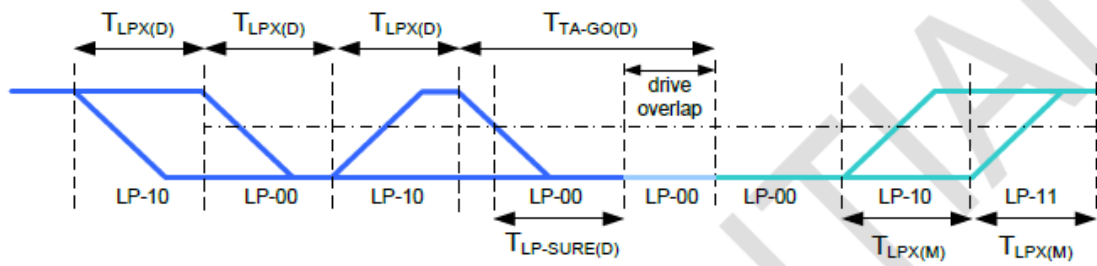 TLPX(D) TLPX(D) TLPX(D) TTA-GO(D)
drive
overlap
LP-10 LP-00 LP-10 LP-00 LP-00 LP-00 LP-10 LP-11
TLP-SURE(D) TLPX(M) TLPX(M)